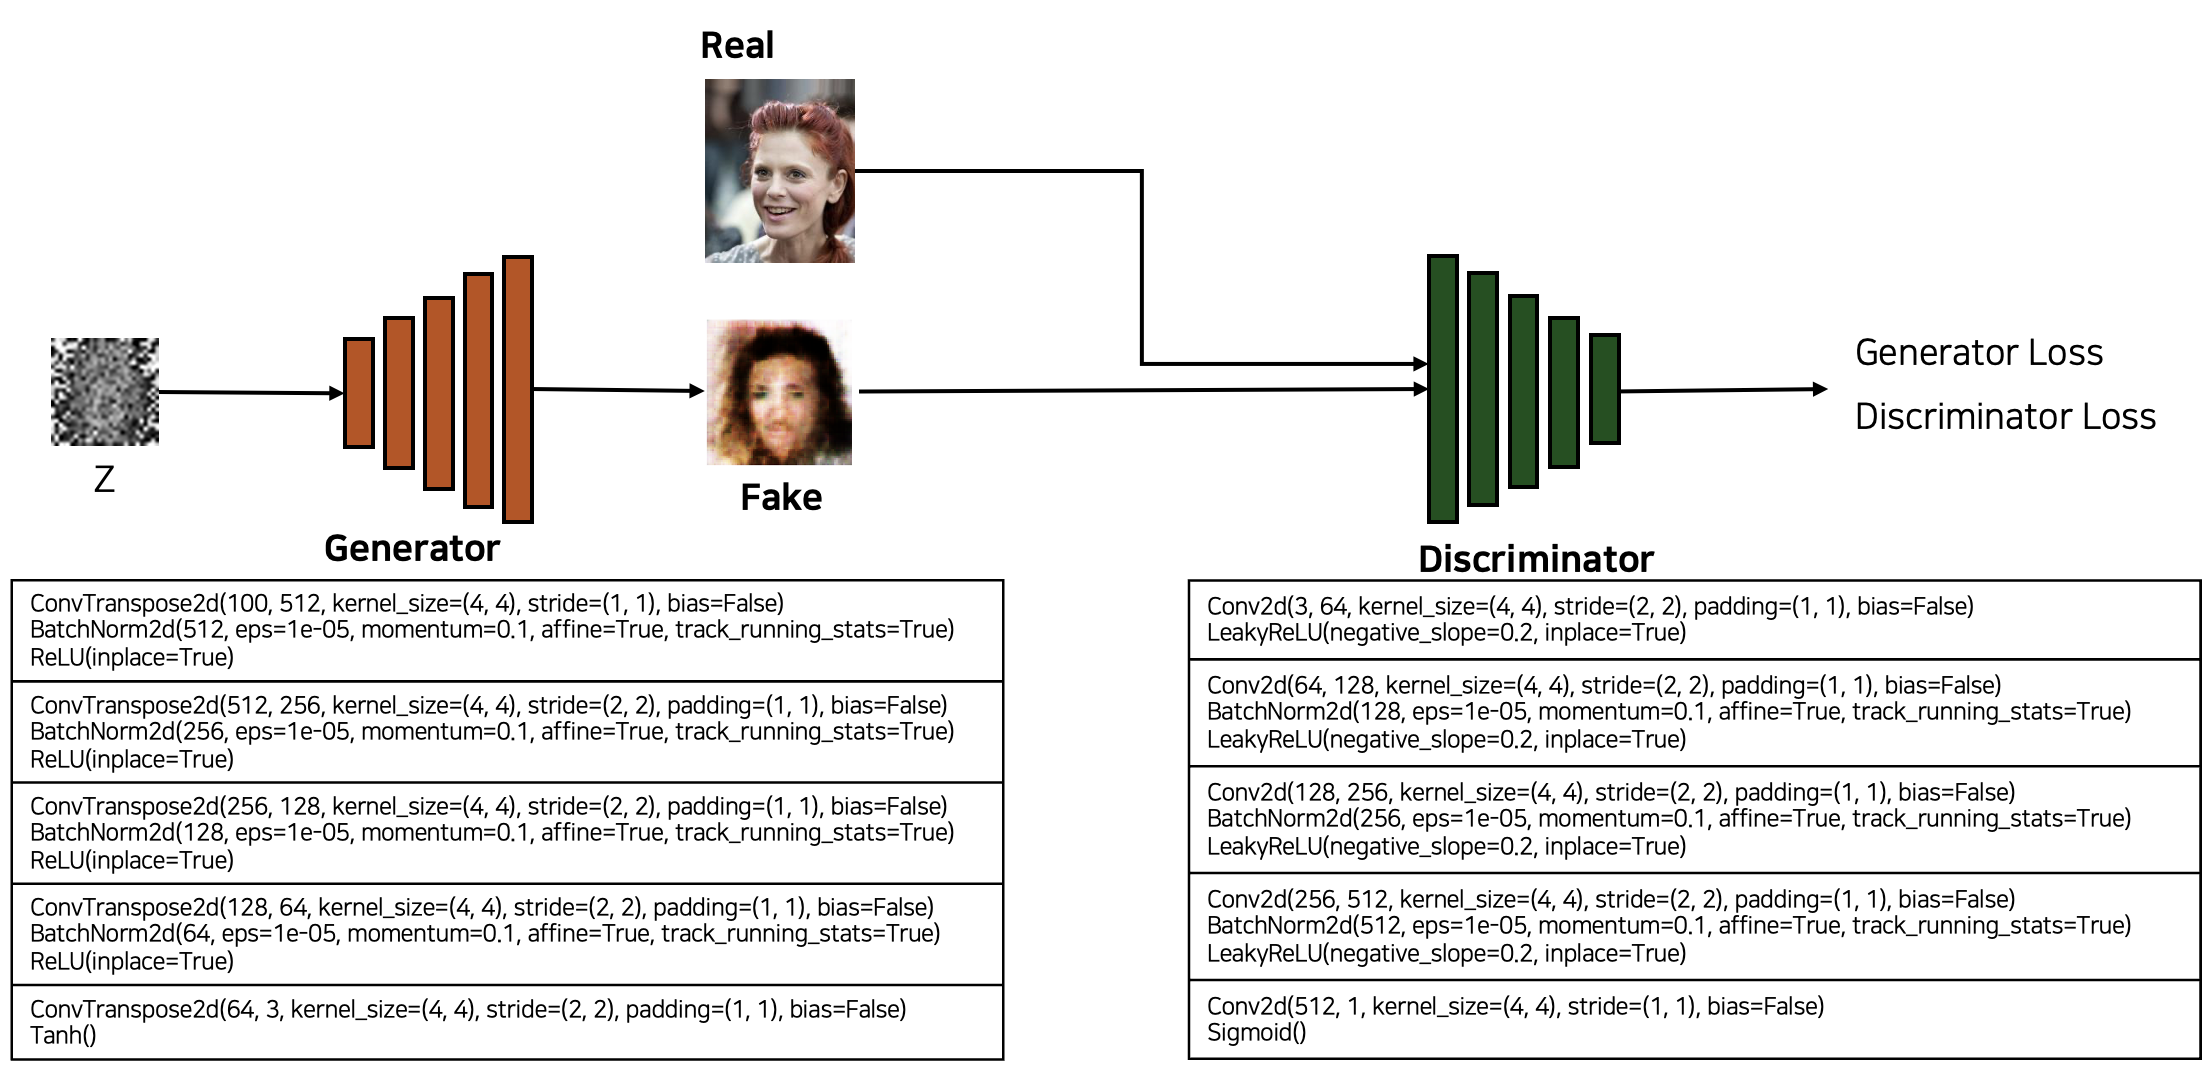 Real
Z
Fake
Generator
Generator Loss
Discriminator Loss
Discriminator
ConvTranspose2d(100, 512, kernel_size=(4, 4), stride=(1, 1), bias=False)
BatchNorm2d(512, eps=1e-05, momentum=0.1, affine=True, track_running_stats=True)
ReLU(inplace=True)
ConvTranspose2d(512, 256, kernel_size=(4, 4), stride=(2, 2), padding=(1, 1), bias=False)
BatchNorm2d(256, eps=1e-05, momentum=0.1, affine=True, track_running_stats=True)
ReLU(inplace=True)
ConvTranspose2d(256, 128, kernel_size=(4, 4), stride=(2, 2), padding=(1, 1), bias=False)
BatchNorm2d(128, eps=1e-05, momentum=0.1, affine=True, track_running_stats=True)
ReLU(inplace=True)
ConvTranspose2d(128, 64, kernel_size=(4, 4), stride=(2, 2), padding=(1, 1), bias=False)
BatchNorm2d(64, eps=1e-05, momentum=0.1, affine=True, track_running_stats=True)
ReLU(inplace=True)
ConvTranspose2d(64, 3, kernel_size=(4, 4), stride=(2, 2), padding=(1, 1), bias=False)
Tanh()
Conv2d(3, 64, kernel_size=(4, 4), stride=(2, 2), padding=(1, 1), bias=False)
LeakyReLU(negative_slope=0.2, inplace=True)
Conv2d(64, 128, kernel_size=(4, 4), stride=(2, 2), padding=(1, 1), bias=False)
BatchNorm2d(128, eps=1e-05, momentum=0.1, affine=True, track_running_stats=True)
LeakyReLU(negative_slope=0.2, inplace=True)
Conv2d(128, 256, kernel_size=(4, 4), stride=(2, 2), padding=(1, 1), bias=False)
BatchNorm2d(256, eps=1e-05, momentum=0.1, affine=True, track_running_stats=True)
LeakyReLU(negative_slope=0.2, inplace=True)
Conv2d(256, 512, kernel_size=(4, 4), stride=(2, 2), padding=(1, 1), bias=False)
BatchNorm2d(512, eps=1e-05, momentum=0.1, affine=True, track_running_stats=True)
LeakyReLU(negative_slope=0.2, inplace=True)
Conv2d(512, 1, kernel_size=(4, 4), stride=(1, 1), bias=False)
Sigmoid()